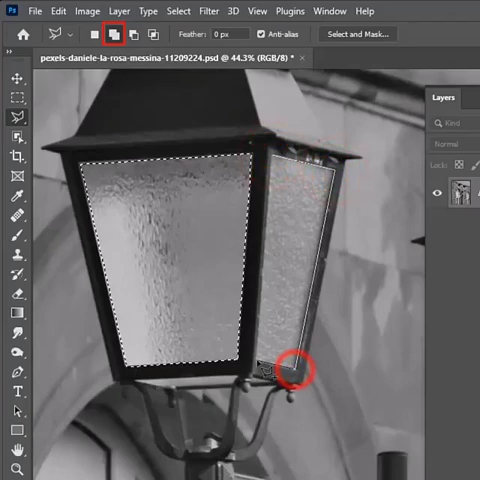 Ps File Edit Image Layer Type Select Filter 3D View Plugins Window Help
Feather: 0 px Anti-alias Select and Mask...
pexels-daniele-la-rosa-messina-11209224.psd @ 44.3% (RGB/8) *
Layers
Kind
Normal
Lock:
T